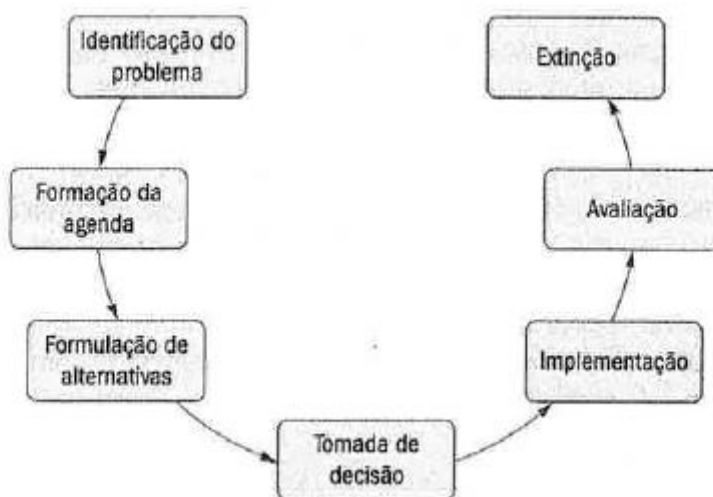 Identificação do
problema
Formação da
agenda
Formulação de
alternativas
Tomada de
decisão
Implementação
Avaliação
Extinção